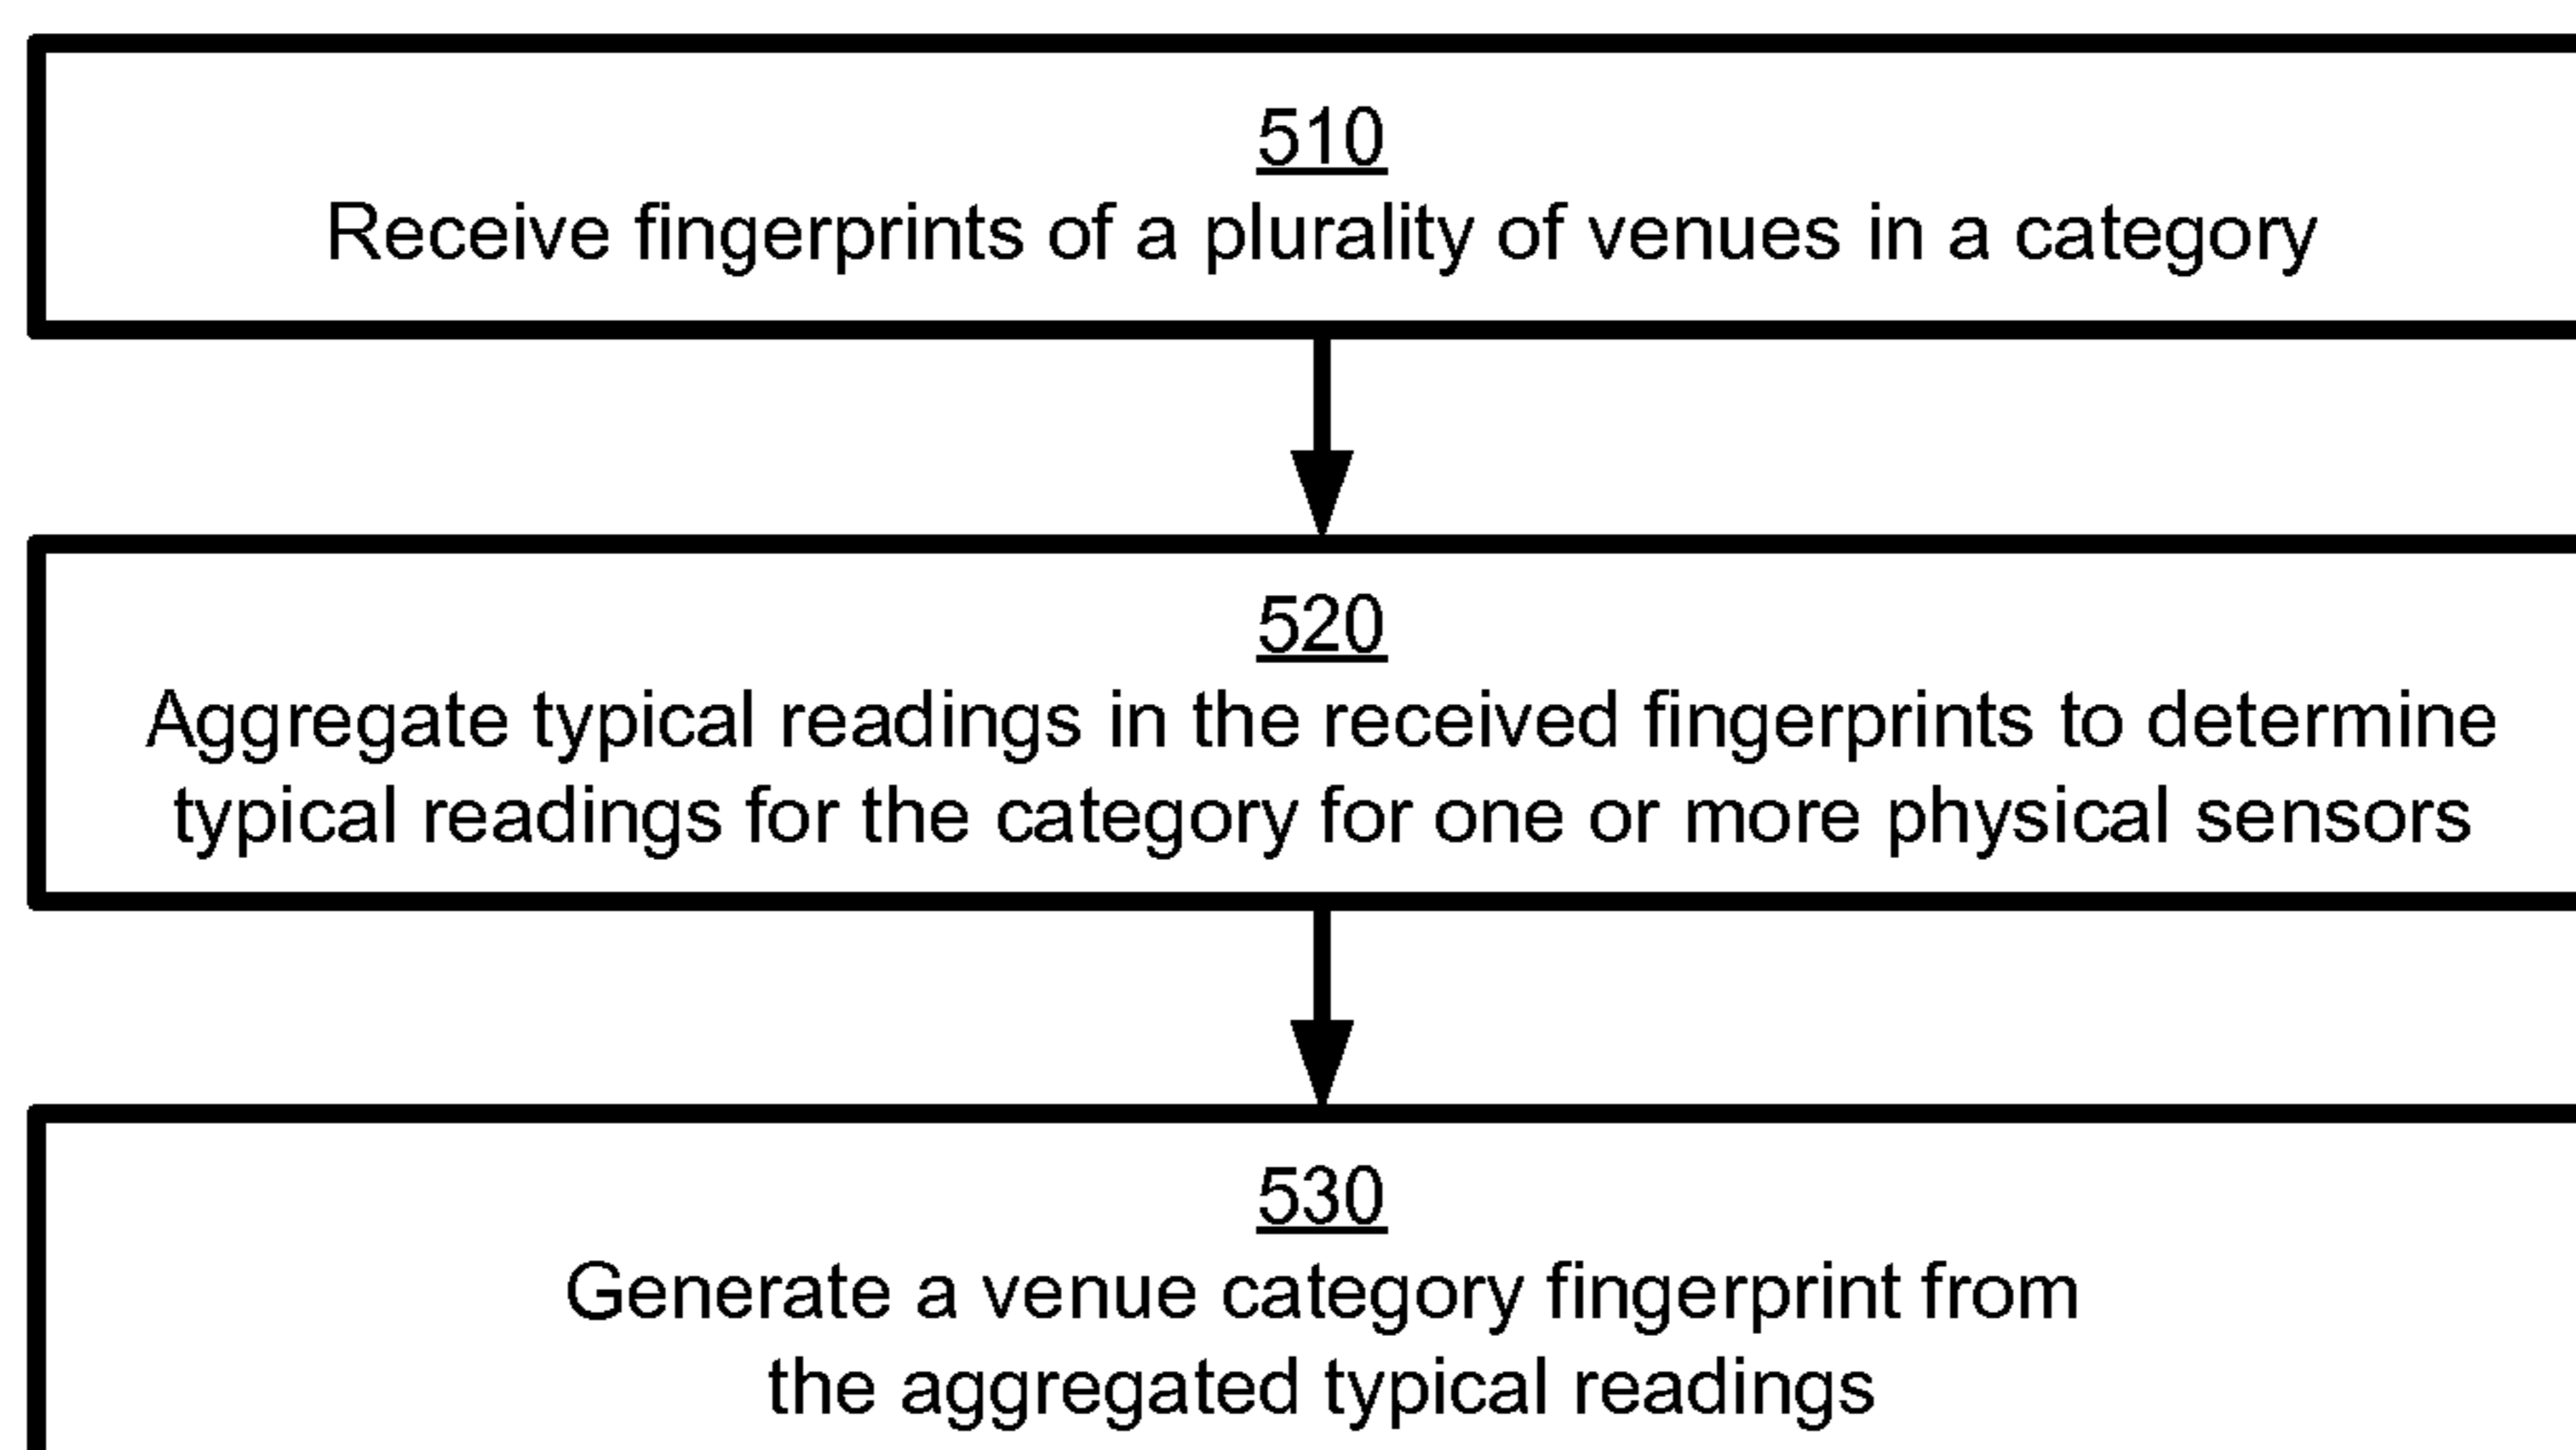 510
Receive fingerprints of a plurality of venues in a category
520
Aggregate typical readings in the received fingerprints to determine
typical readings for the category for one or more physical sensors
530
Generate a venue category fingerprint from
the aggregated typical readings